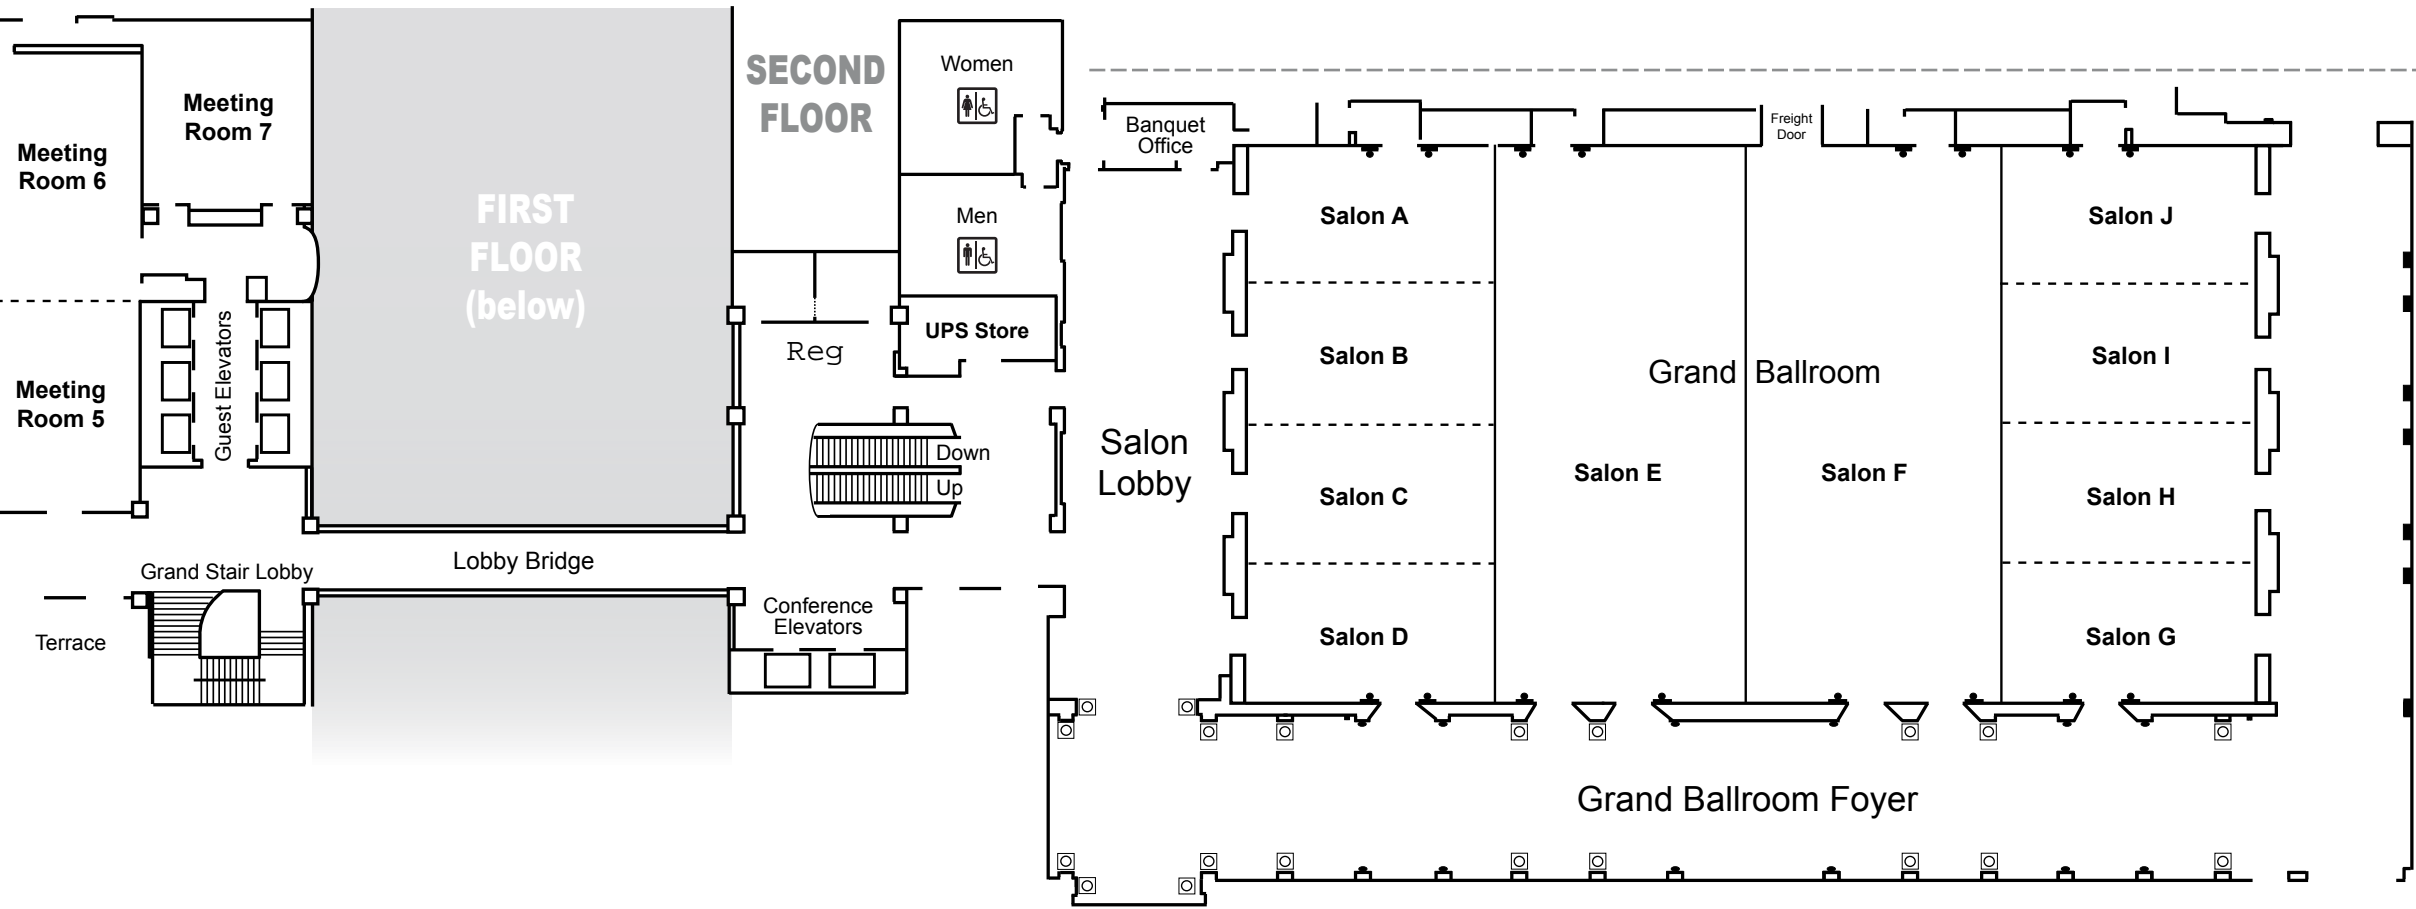 Meeting
Room 7
Meeting
Room 6
Meeting
Room 5
Guest Elevators
Grand Stair Lobby
Terrace
FIRST
FLOOR
(below)
Lobby Bridge
SECOND
FLOOR
Women
Men
UPS Store
Reg
Down
Up
Conference
Elevators
Banquet
Office
Salon
Lobby
Freight
Door
Salon A
Salon B
Salon C
Salon D
Grand Ballroom
Salon E
Salon F
Salon J
Salon I
Salon H
Salon G
Grand Ballroom Foyer